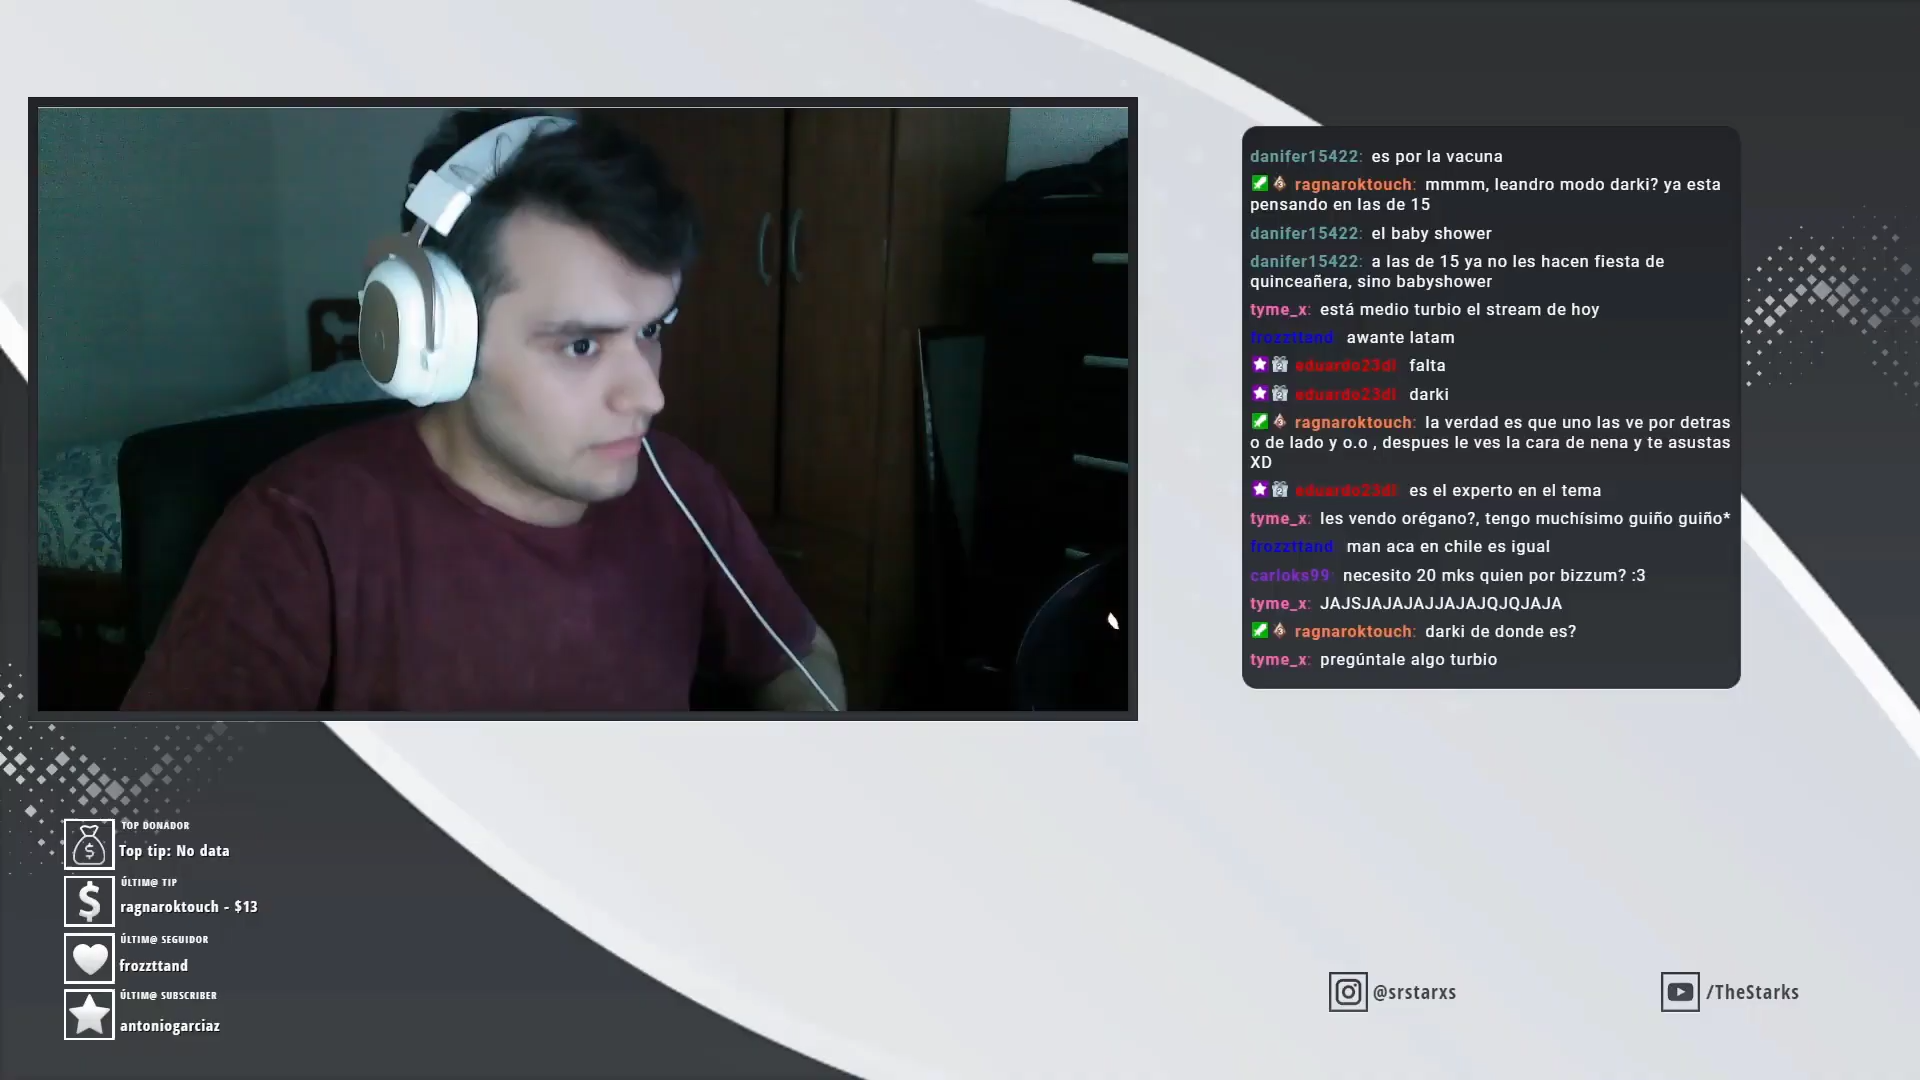 danifer15422: es por la vacuna
ragnaroktouch: mmmm, leandro modo darki? ya esta
pensando en las de 15
danifer15422: el baby shower
danifer15422: a las de 15 ya no les hacen fiesta de
quinceañera, sino babyshower
tyme_x: está medio turbio el stream de hoy
frozzttand awante latam
eduardo23dl falta
eduardo23dl darki
ragnaroktouch: la verdad es que uno las ve por detras
o de lado y o.o , despues le ves la cara de nena y te asustas
XD
eduardo23dl es el experto en el tema
tyme_x: les vendo orégano?, tengo muchísimo guiño guiño*
frozzttand man aca en chile es igual
carloks99: necesito 20 mks quien por bizzum? :3
tyme_x: JAJSJAJAJAJJAJAJQJQJAJA
ragnaroktouch: darki de donde es?
tyme_x: pregúntale algo turbio
TOP DONADOR
Top tip: No data
ÚLTIM@ TIP
ragnaroktouch - $13
ÚLTIM@ SEGUIDOR
frozzttand
ÚLTIM@ SUBSCRIBER
antoniogarciaz
@srstarxs
/TheStarks